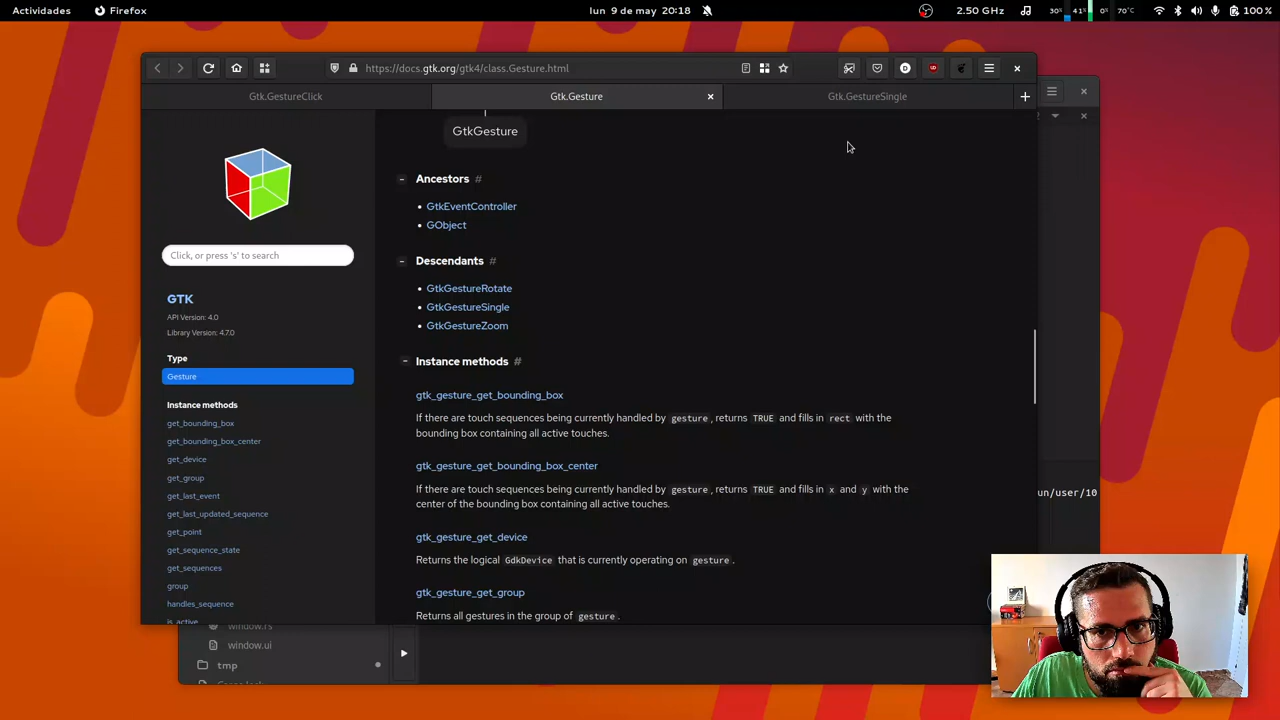 Actividades
Firefox
lun 9 de may 20:18
2.50 GHz
30%
41%
0%
70°C
100 %
https://docs.gtk.org/gtk4/class.Gesture.html
Gtk.GestureClick
Gtk.Gesture
Gtk.GestureSingle
Click, or press 's' to search
GTK
API Version: 4.0
Library Version: 4.7.0
Type
Gesture
Instance methods
get_bounding_box
get_bounding_box_center
get_device
get_group
get_last_event
get_last_updated_sequence
get_point
get_sequence_state
get_sequences
group
handles_sequence
is_active
GtkGesture
Ancestors #
GtkEventController
GObject
Descendants #
GtkGestureRotate
GtkGestureSingle
GtkGestureZoom
Instance methods #
gtk_gesture_get_bounding_box
If there are touch sequences being currently handled by gesture, returns TRUE and fills in rect with the
bounding box containing all active touches.
gtk_gesture_get_bounding_box_center
If there are touch sequences being currently handled by gesture, returns TRUE and fills in x and y with the
center of the bounding box containing all active touches.
gtk_gesture_get_device
Returns the logical GdkDevice that is currently operating on gesture.
gtk_gesture_get_group
Returns all gestures in the group of gesture.
un/user/10
window.rs
window.ui
tmp